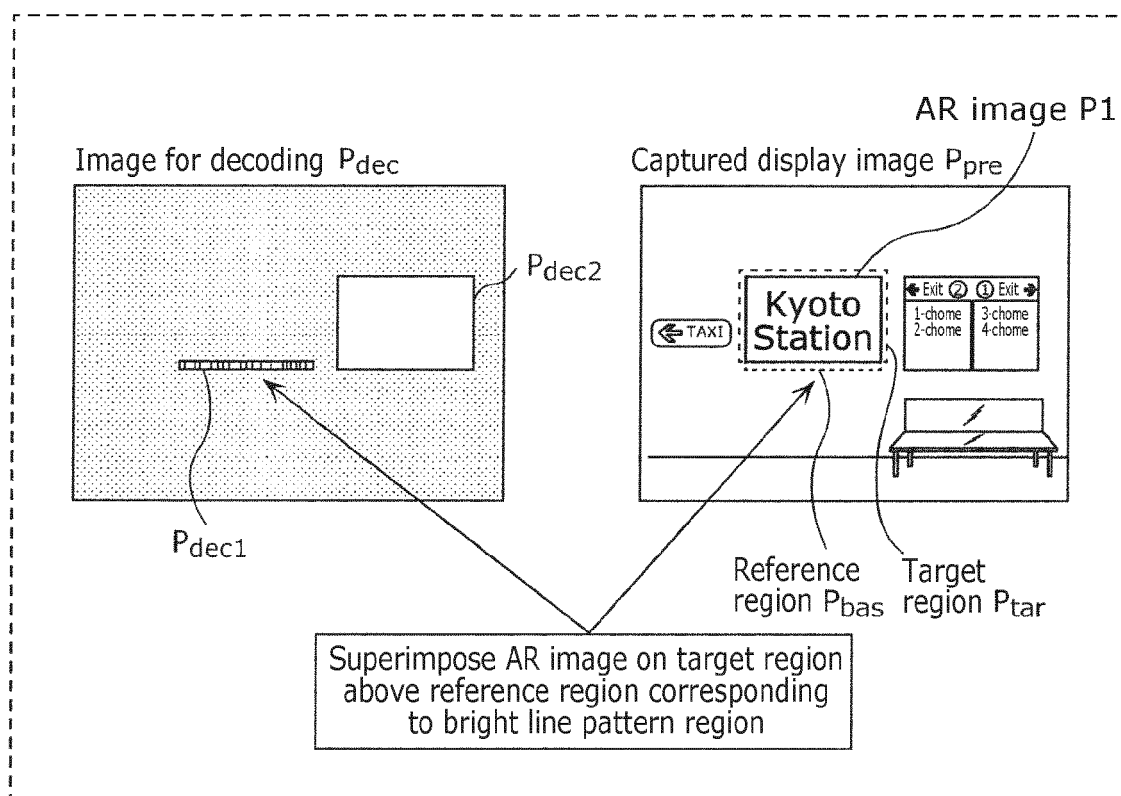 AR image P1
Image for decoding Pdec
Captured display image Ppre
Pdec2
Kyoto
Station
TAXI
Exit ② ① Exit
1-chome 3-chome
2-chome 4-chome
Pdec1
Reference
region Pbas
Target
region Ptar
Superimpose AR image on target region
above reference region corresponding
to bright line pattern region